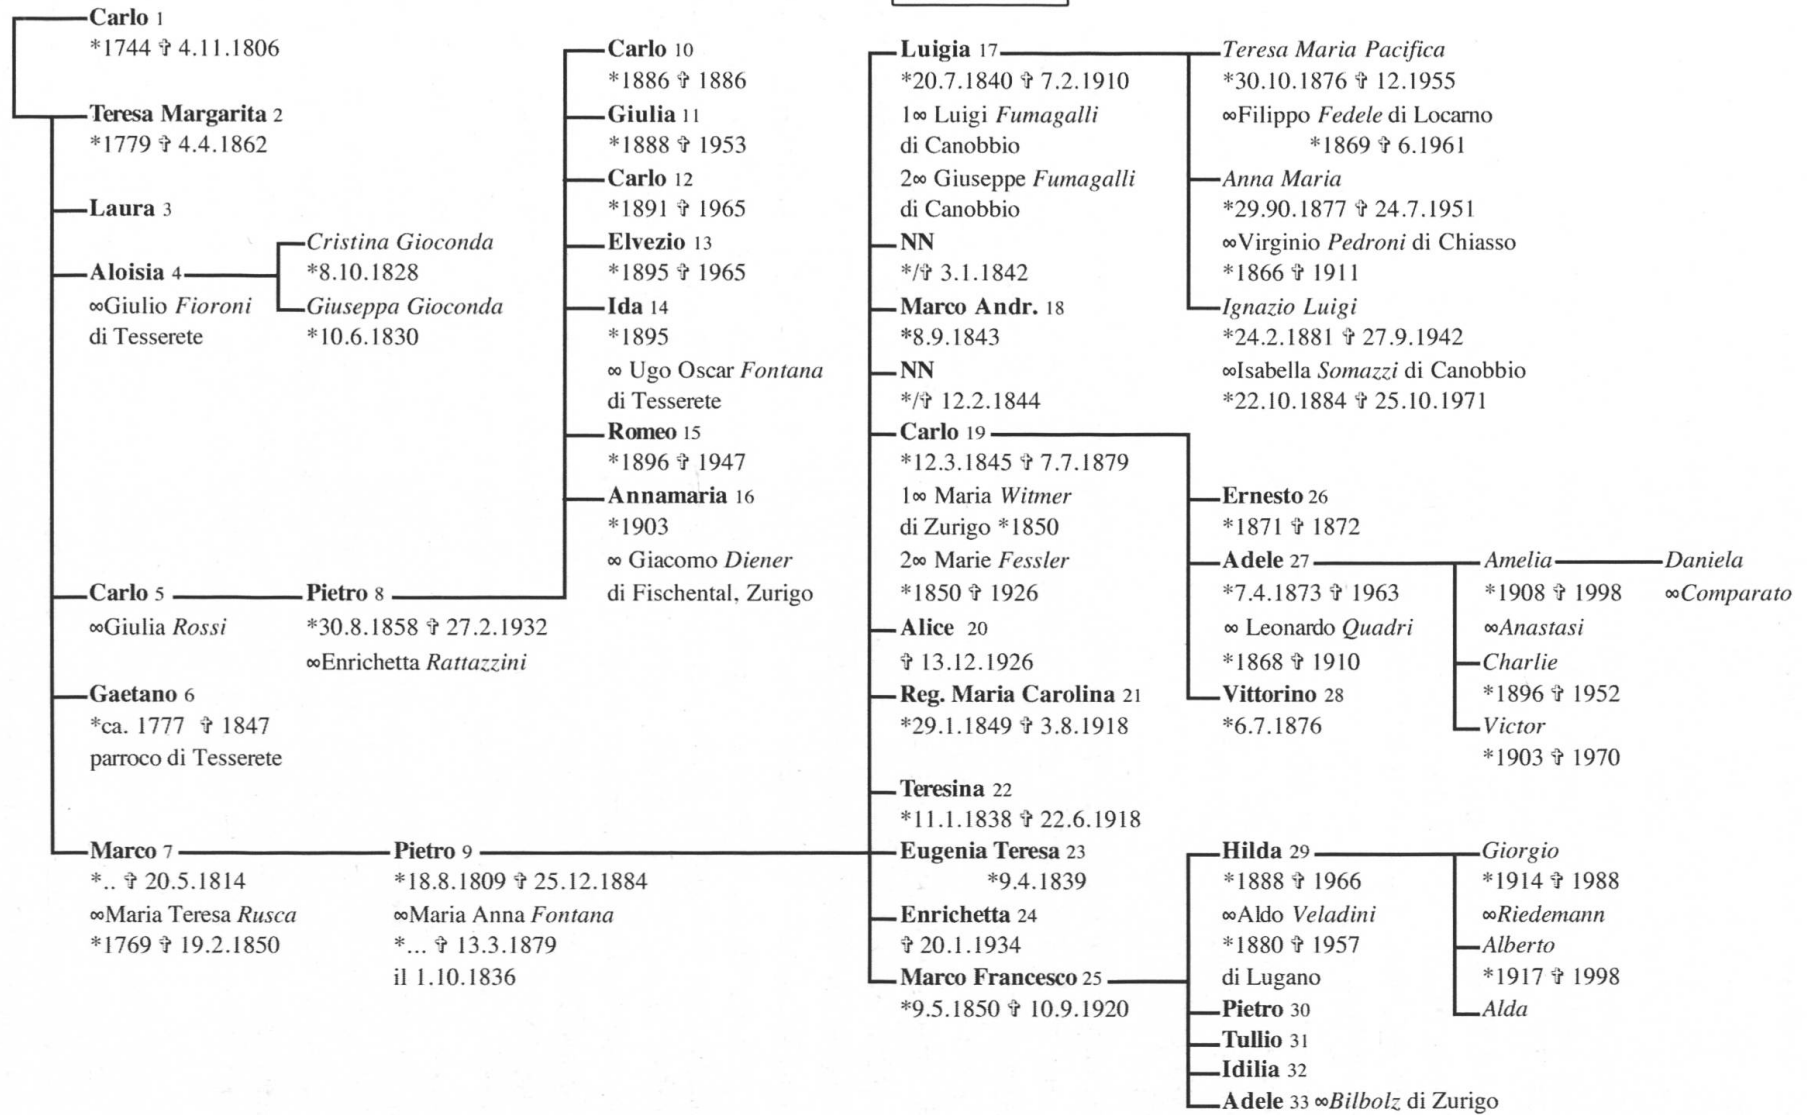 Carlo 1
*1744 ✞ 4.11.1806
Teresa Margarita 2
*1779 ✞ 4.4.1862
Laura 3
Aloisia 4
∞Giulio Fioroni
di Tesserete
Cristina Gioconda
*8.10.1828
Giuseppa Gioconda
*10.6.1830
Carlo 5
∞Giulia Rossi
Pietro 8
*30.8.1858 ✞ 27.2.1932
∞Enrichetta Rattazzini
Gaetano 6
*ca. 1777 ✞ 1847
parroco di Tesserete
Marco 7
*.. ✞ 20.5.1814
∞Maria Teresa Rusca
*1769 ✞ 19.2.1850
Pietro 9
*18.8.1809 ✞ 25.12.1884
∞Maria Anna Fontana
*... ✞ 13.3.1879
il 1.10.1836
Carlo 10
*1886 ✞ 1886
Giulia 11
*1888 ✞ 1953
Carlo 12
*1891 ✞ 1965
Elvezio 13
*1895 ✞ 1965
Ida 14
*1895
∞ Ugo Oscar Fontana
di Tesserete
Romeo 15
*1896 ✞ 1947
Annamaria 16
*1903
∞ Giacomo Diener
di Fischental, Zurigo
Luigia 17
*20.7.1840 ✞ 7.2.1910
1∞ Luigi Fumagalli
di Canobbio
2∞ Giuseppe Fumagalli
di Canobbio
NN
*/✞ 3.1.1842
Marco Andr. 18
*8.9.1843
NN
*/✞ 12.2.1844
Carlo 19
*12.3.1845 ✞ 7.7.1879
1∞ Maria Witmer
di Zurigo *1850
2∞ Marie Fessler
*1850 ✞ 1926
Alice 20
✞ 13.12.1926
Reg. Maria Carolina 21
*29.1.1849 ✞ 3.8.1918
Teresina 22
*11.1.1838 ✞ 22.6.1918
Eugenia Teresa 23
*9.4.1839
Enrichetta 24
✞ 20.1.1934
Marco Francesco 25
*9.5.1850 ✞ 10.9.1920
Teresa Maria Pacifica
*30.10.1876 ✞ 12.1955
∞Filippo Fedele di Locarno
*1869 ✞ 6.1961
Anna Maria
*29.90.1877 ✞ 24.7.1951
∞Virginio Pedroni di Chiasso
*1866 ✞ 1911
Ignazio Luigi
*24.2.1881 ✞ 27.9.1942
∞Isabella Somazzi di Canobbio
*22.10.1884 ✞ 25.10.1971
Ernesto 26
*1871 ✞ 1872
Adele 27
*7.4.1873 ✞ 1963
∞ Leonardo Quadri
*1868 ✞ 1910
Vittorino 28
*6.7.1876
Amelia
*1908 ✞ 1998
∞Anastasi
Daniela
∞Comparato
Charlie
*1896 ✞ 1952
Victor
*1903 ✞ 1970
Hilda 29
*1888 ✞ 1966
∞Aldo Veladini
*1880 ✞ 1957
di Lugano
Pietro 30
Tullio 31
Idilia 32
Adele 33 ∞Bilbolz di Zurigo
Giorgio
*1914 ✞ 1988
∞Riedemann
Alberto
*1917 ✞ 1998
Alda